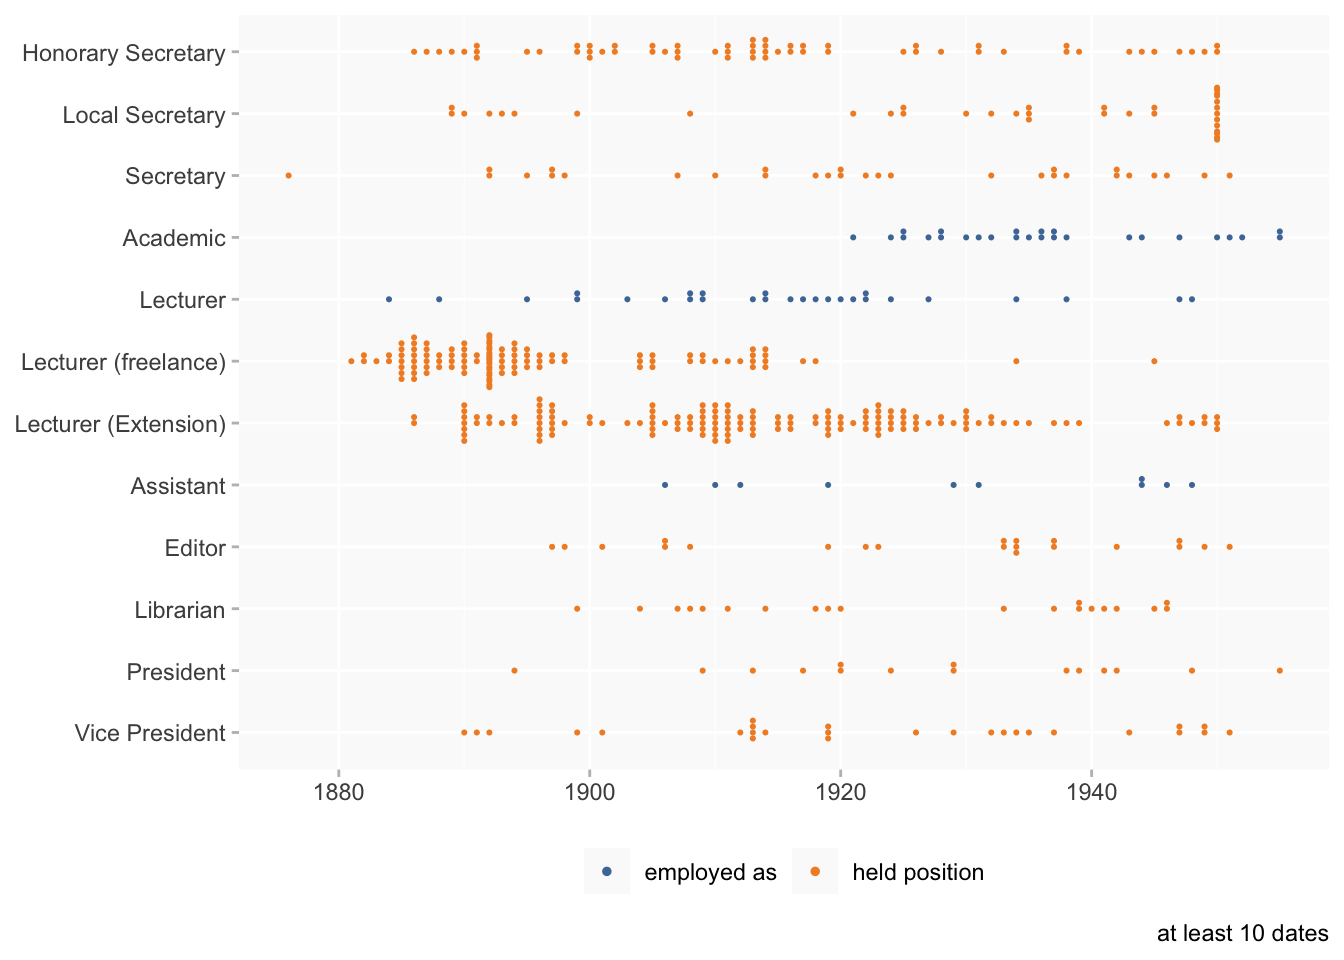 Honorary Secretary
Local Secretary
Secretary
Academic
Lecturer
Lecturer (freelance)
Lecturer (Extension)
Assistant
Editor
Librarian
President
Vice President
1880 1900 1920 1940
employed as held position
at least 10 dates